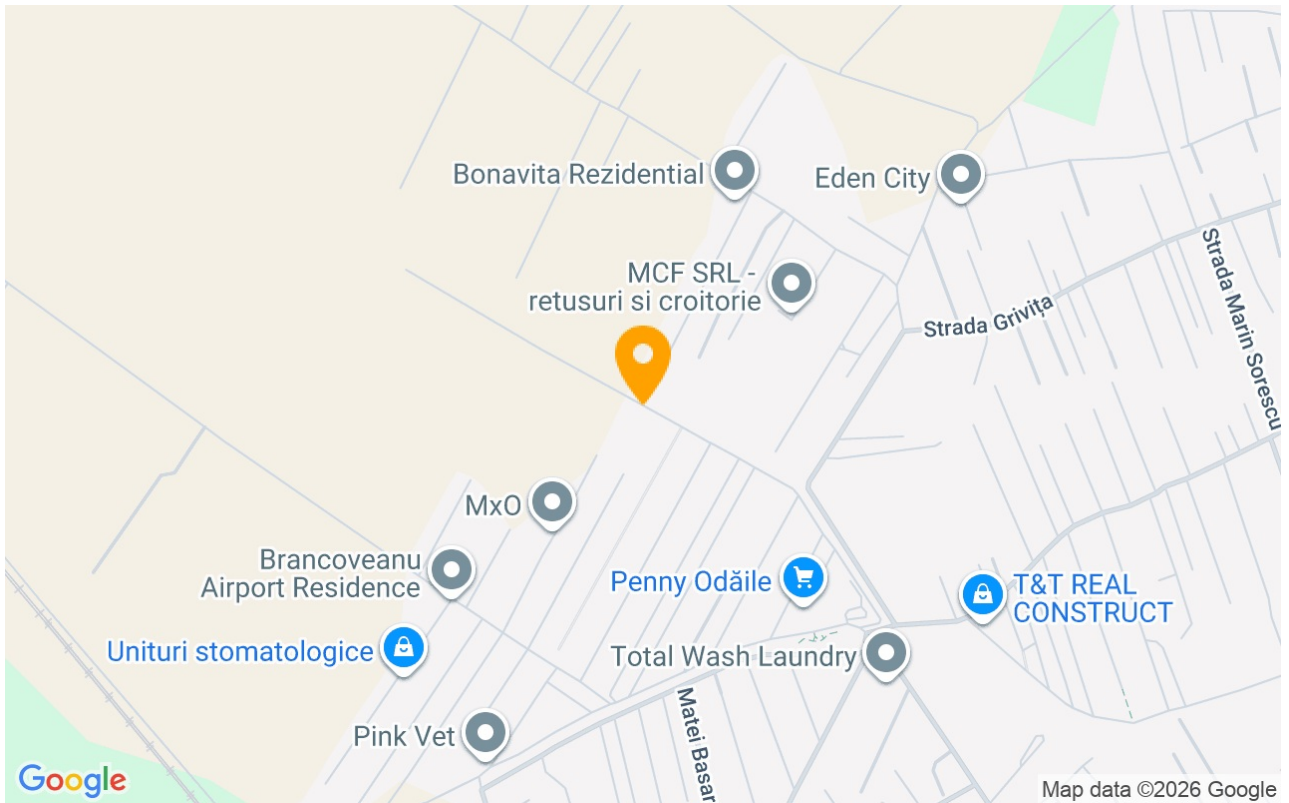 Bonavita Rezidential
Eden City
MCF SRL -
retusuri si croitorie
Strada Grivița
Strada Marin Sorescu
MxO
Brancoveanu
Airport Residence
Penny Odăile
T&T REAL
CONSTRUCT
Unituri stomatologice
Total Wash Laundry
Matei Basar
Pink Vet
Google
Map data ©2026 Google